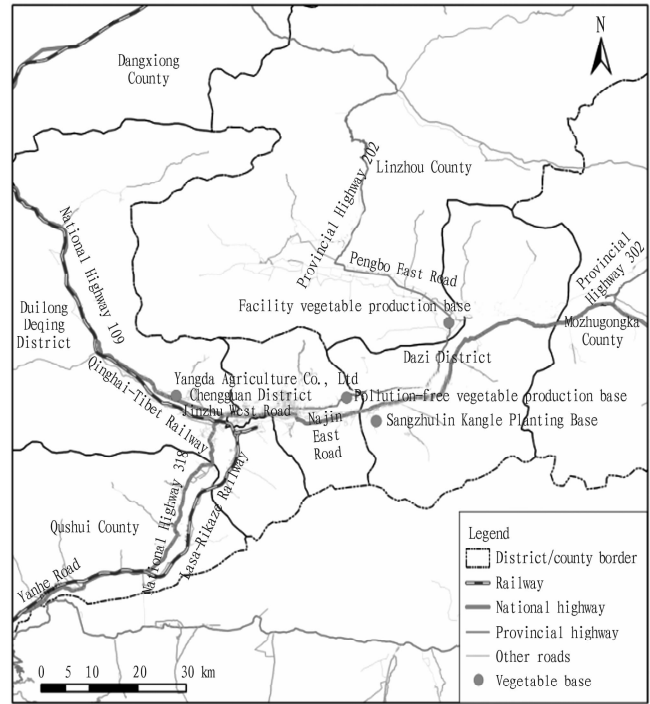 N
Dangxiong
County
Provincial Highway 202
Linzhou County
National Highway 109
Provincial
Highway 302
Pengbo East Road
Duilong
Deqing
District
Facility vegetable production base
Mozhugongka
County
Dazi District
Qinghai-Tibet Railway
Yangda Agriculture Co., Ltd
Chengguan District
Pollution-free vegetable production base
Jinzhu West Road
Najin
East
Road
Sangzhulin Kangle Planting Base
National Highway 318
Lasa-Rikaze Railway
Qushui County
Yanhe Road
Legend
District/county border
Railway
National highway
Provincial highway
Other roads
Vegetable base
0 5 10 20 30 km